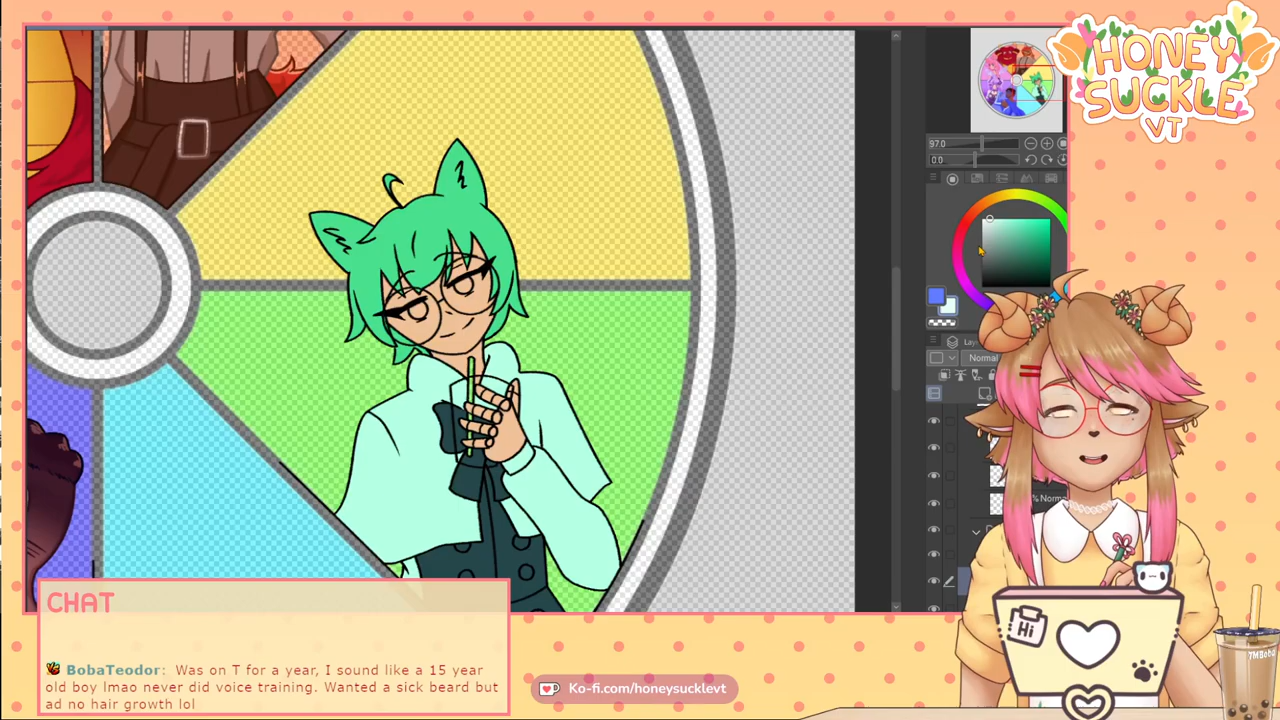 HONEY
SUCKLE
VT
97.0
0.0
Lay
Normal
% Norm
CHAT
BobaTeodor: Was on T for a year, I sound like a 15 year
old boy lmao never did voice training. Wanted a sick beard but
ad no hair growth lol
Ko-fi.com/honeysucklevt
Hi